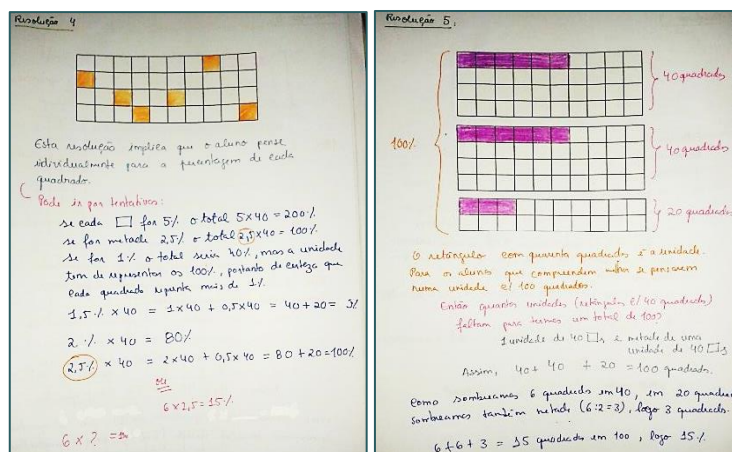 Resolução 4
Esta resolução implica que o aluno pense
individualmente para a percentagem de cada
quadrado.
Pode ir por tentativas:
se cada □ for 5% o total 5x40 = 200%
se for metade 2,5% o total 2,5x40 = 100%
se for 1% o total seria 40%, mas a unidade
tem de representar os 100%, portanto de certeza que
cada quadrado mais de 1%.
1,5% x 40 = 1x40 + 0,5x40 = 40+20 =
2% x 40 = 80%
2,5% x 40 = 2x40 + 0,5x40 = 80+20 = 100%
ou
6x2,5 = 15%
6 x ? =
Resolução 5.
100%
40 quadrados
40 quadrados
20 quadrados
O retângulo com quarenta quadrados é a unidade.
Para os alunos que compreendem se pensarem
numa unidade c/ 100 quadrados.
Então quantas unidades (retângulos c/ 40 quadrados)
faltam para termos um total de 100?
1 unidade de 40 □s e metade de uma
unidade de 40 □s
Assim, 40 + 40 + 20 = 100 quadrados.
Como sombreamos 6 quadrados em 40, em 20 quadrados
sombreamos também metade (6:2=3), logo 3 quadrados.
6+6+3 = 15 quadrados em 100, logo 15%